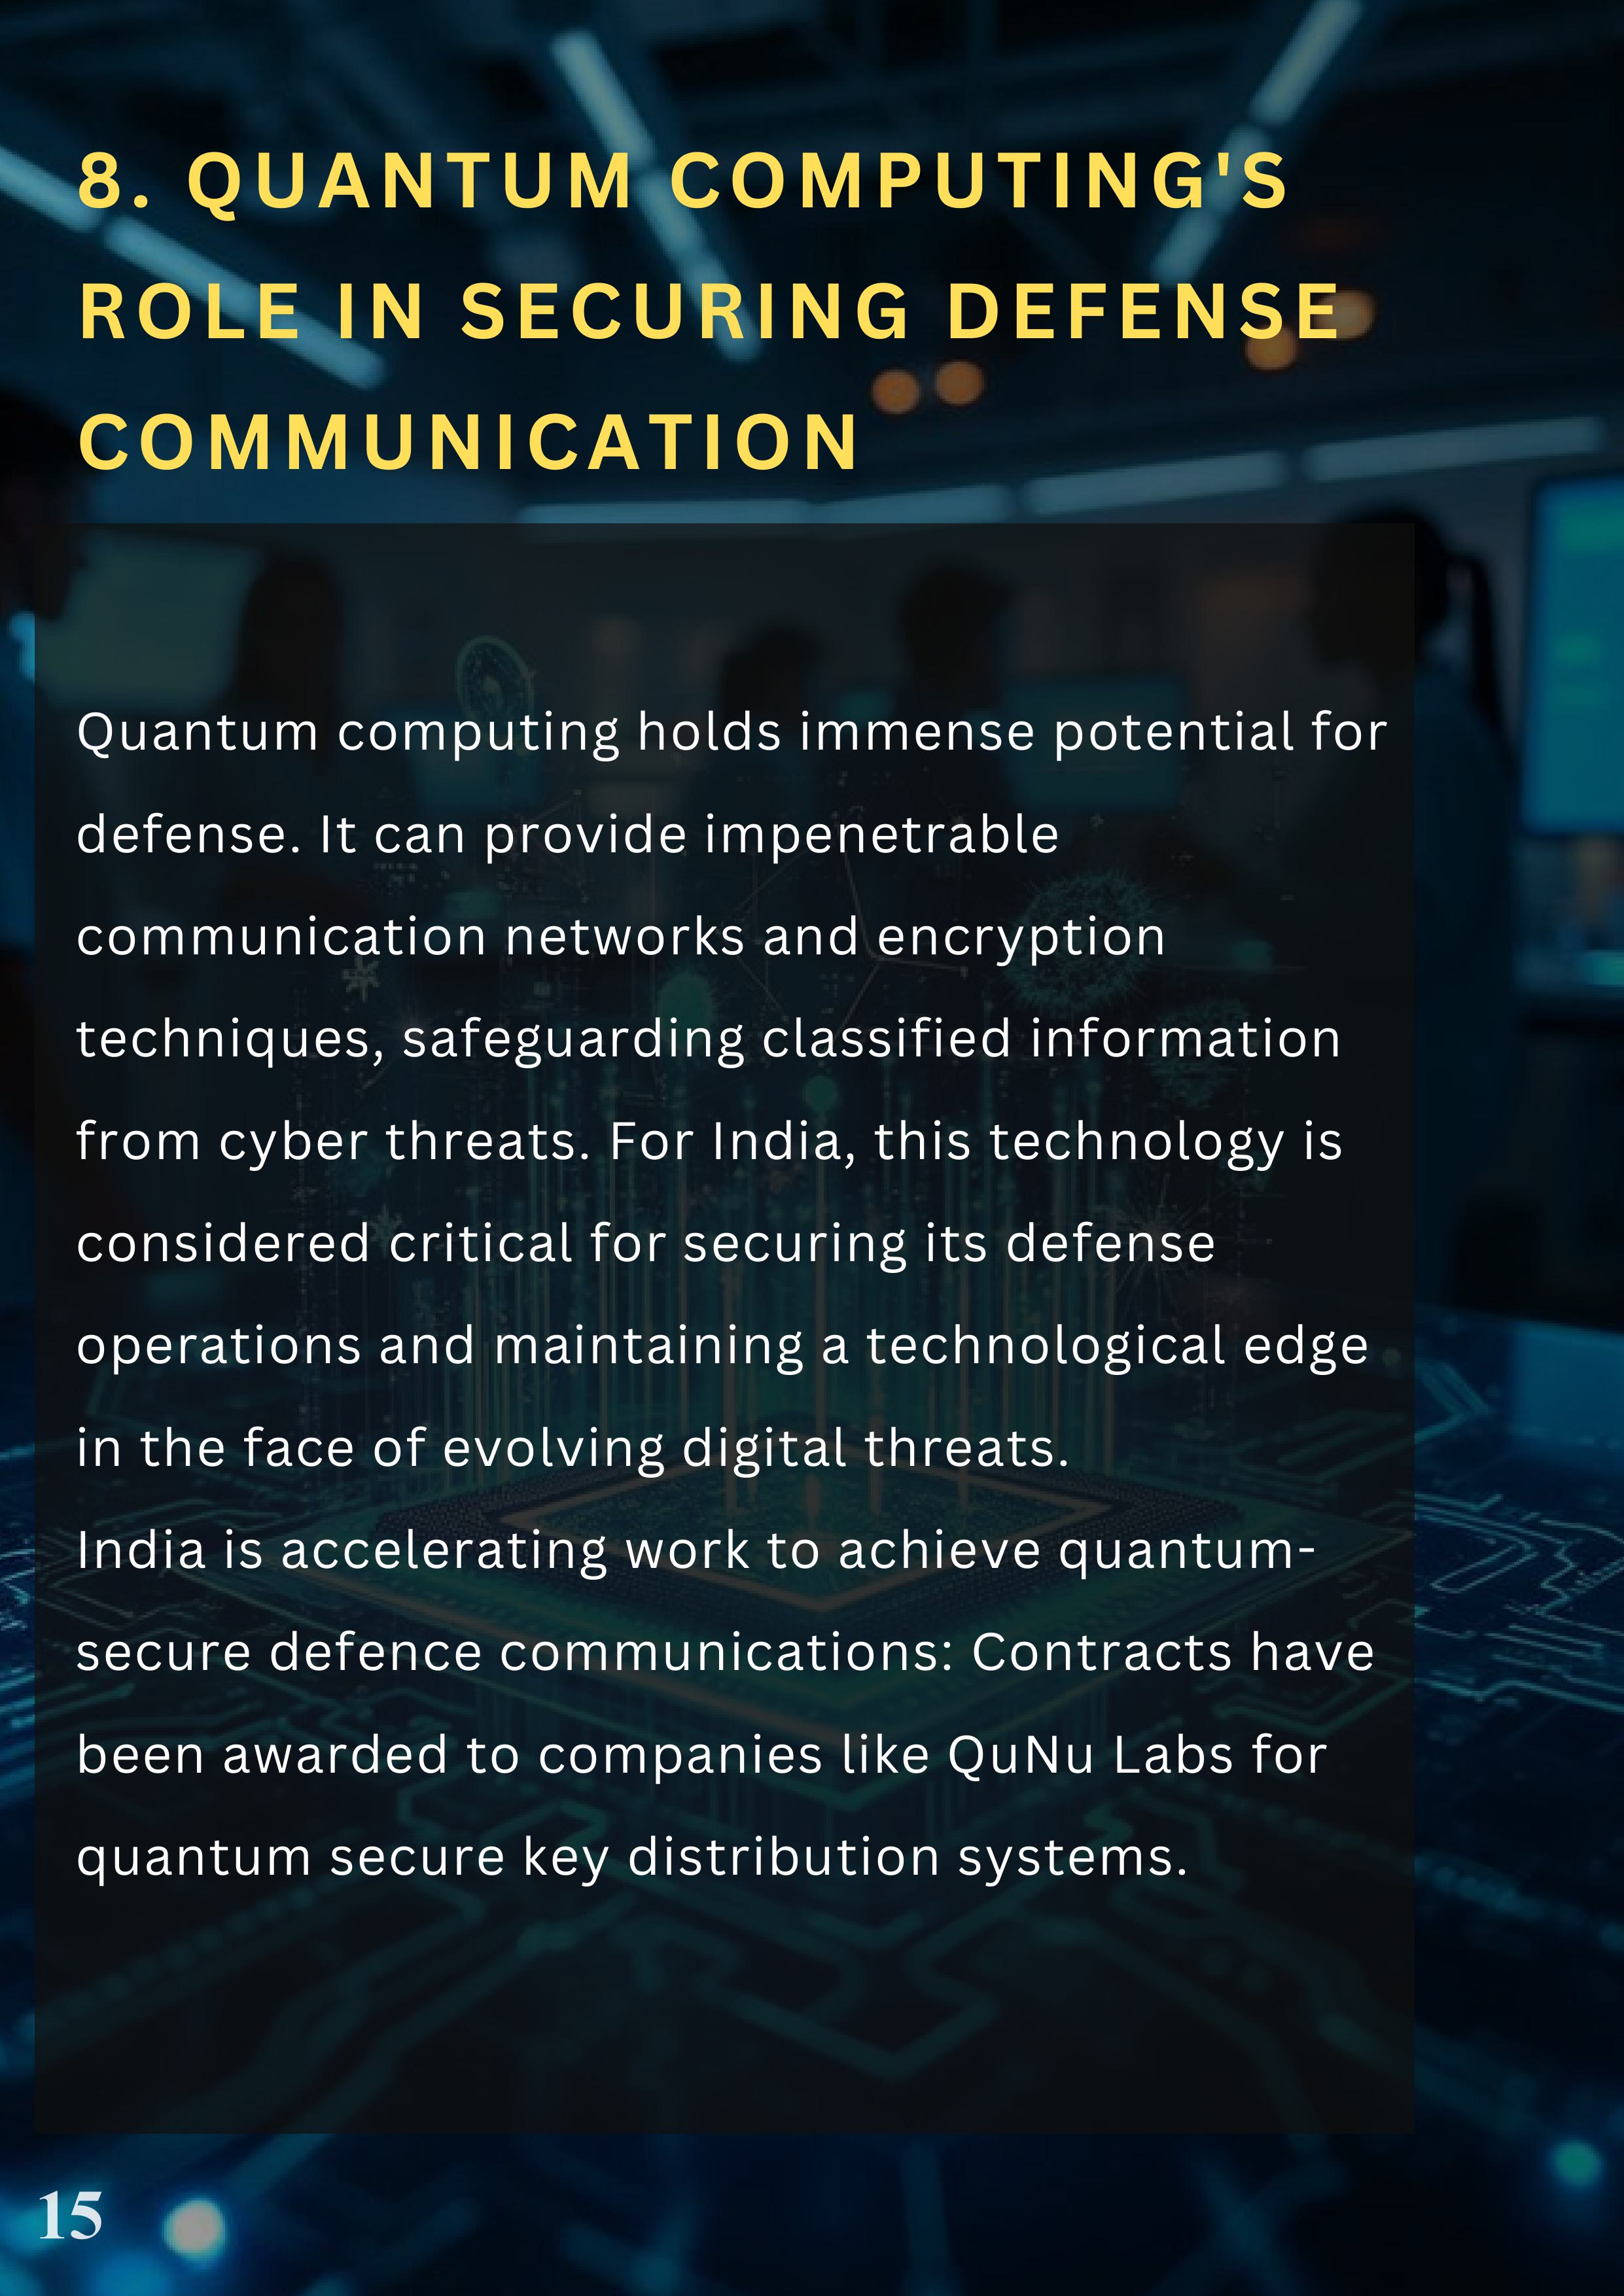 8. QUANTUM COMPUTING'S
ROLE IN SECURING DEFENSE
COMMUNICATION
Quantum computing holds immense potential for
defense. It can provide impenetrable
communication networks and encryption
techniques, safeguarding classified information
from cyber threats. For India, this technology is
considered critical for securing its defense
operations and maintaining a technological edge
in the face of evolving digital threats.
India is accelerating work to achieve quantum-
secure defence communications: Contracts have
been awarded to companies like QuNu Labs for
quantum secure key distribution systems.
15